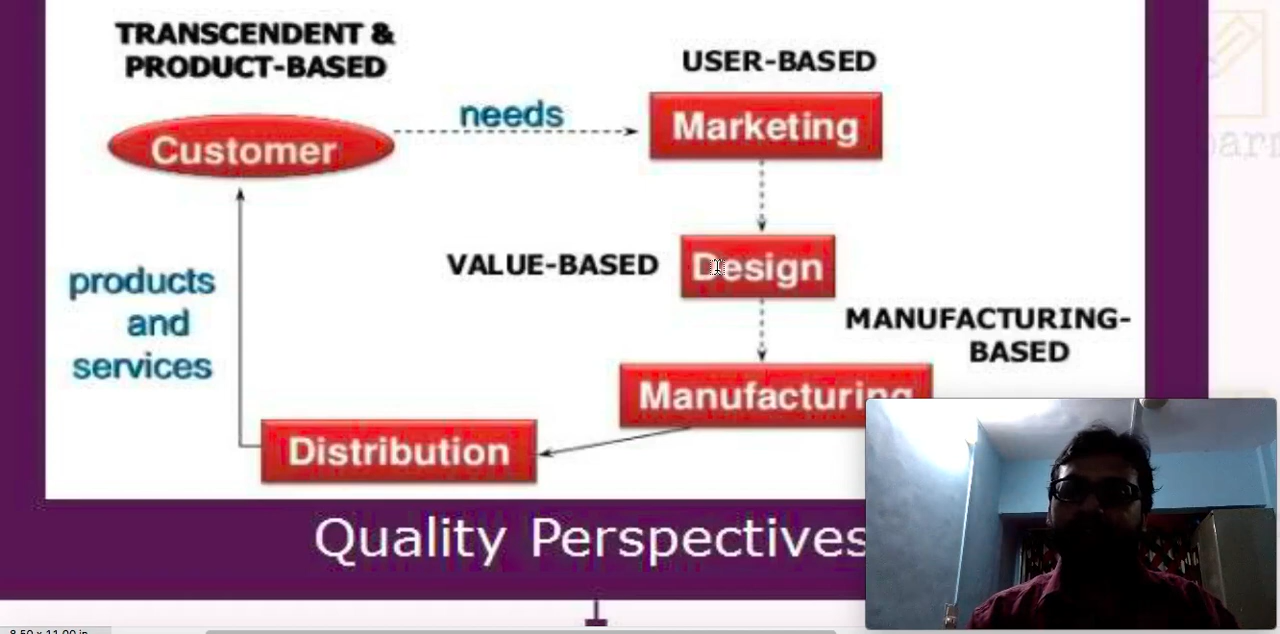 TRANSCENDENT &
PRODUCT-BASED
USER-BASED
needs
Marketing
Customer
VALUE-BASED
Design
products
and
services
MANUFACTURING-
BASED
Manufacturing
Distribution
Quality Perspectives
8.50 x 11.00 in